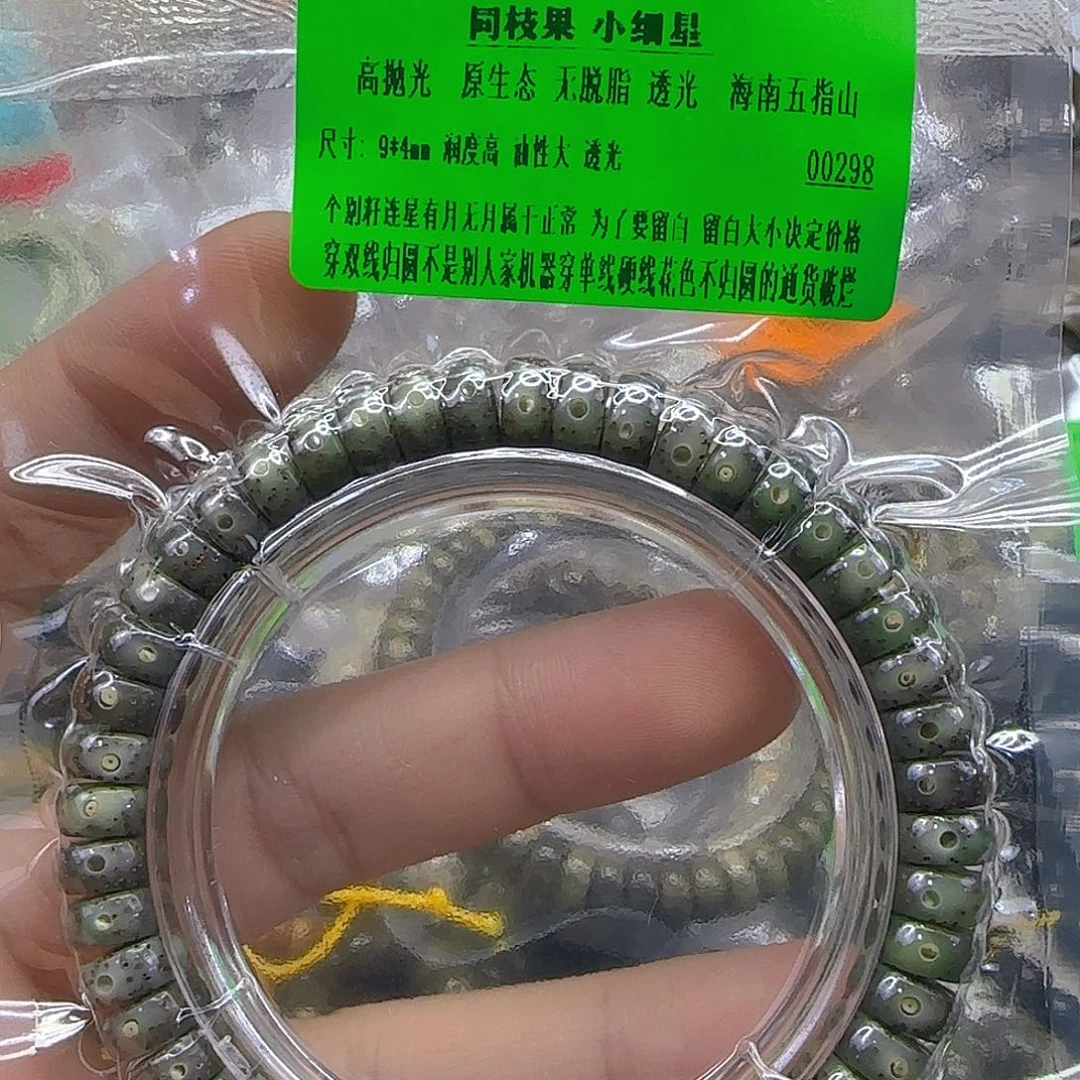 同枝果 小细星
高抛光 原生态 无脱脂 透光 海南五指山
尺寸: 9*4mm 润度高 油性大 透光 00298
个别籽连星有月无月属于正常 为了要留白 留白大小决定价格
穿双线归圆不是别人家机器穿单线硬线花色不归圆的通货破烂